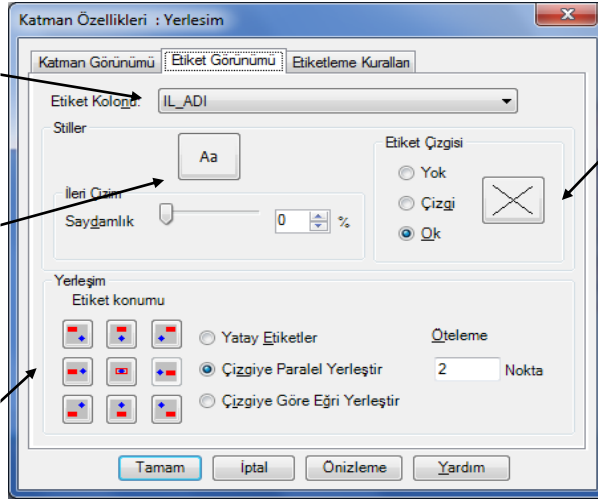 Katman Özellikleri : Yerlesim
Katman Görünümü Etiket Görünümü Etiketleme Kuralları
Etiket Kolonu: IL_ADI
Stiller
Aa
Etiket Çizgisi
Yok
Çizgi
Ok
İleri Çizim
Saydamlık 0 %
Yerleşim
Etiket konumu
Yatay Etiketler
Öteleme
Çizgiye Paralel Yerleştir
2 Nokta
Çizgiye Göre Eğri Yerleştir
Tamam İptal Önizleme Yardım